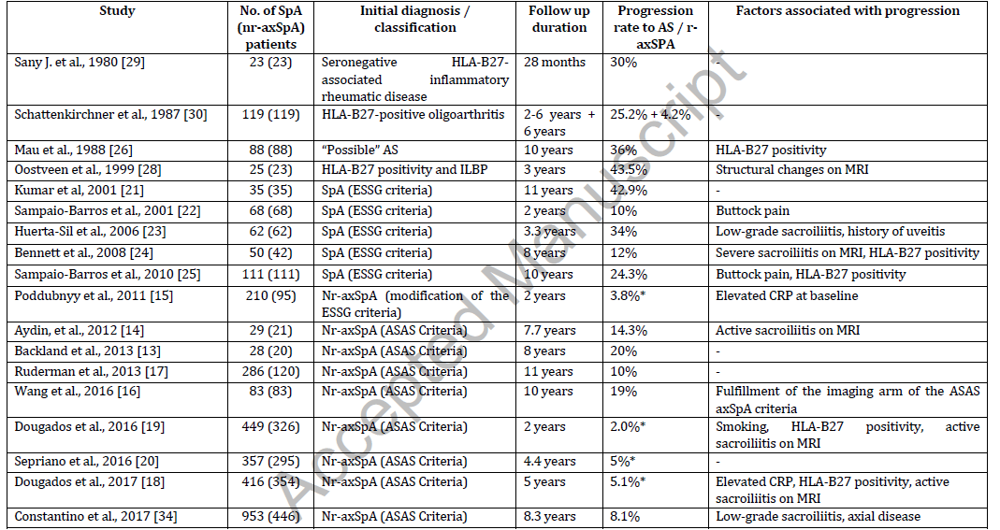 Study No. of SpA (nr-axSpA) patients Initial diagnosis / classification Follow up duration Progression rate to AS / r-axSPA Factors associated with progression
Sany J. et al., 1980 [29] 23 (23) Seronegative HLA-B27-associated inflammatory rheumatic disease 28 months 30% -
Schattenkirchner et al., 1987 [30] 119 (119) HLA-B27-positive oligoarthritis 2-6 years + 6 years 25.2% + 4.2% -
Mau et al., 1988 [26] 88 (88) “Possible” AS 10 years 36% HLA-B27 positivity
Oostveen et al., 1999 [28] 25 (23) HLA-B27 positivity and ILBP 3 years 43.5% Structural changes on MRI
Kumar et al, 2001 [21] 35 (35) SpA (ESSG criteria) 11 years 42.9% -
Sampaio-Barros et al., 2001 [22] 68 (68) SpA (ESSG criteria) 2 years 10% Buttock pain
Huerta-Sil et al., 2006 [23] 62 (62) SpA (ESSG criteria) 3.3 years 34% Low-grade sacroiliitis, history of uveitis
Bennett et al., 2008 [24] 50 (42) SpA (ESSG criteria) 8 years 12% Severe sacroiliitis on MRI, HLA-B27 positivity
Sampaio-Barros et al., 2010 [25] 111 (111) SpA (ESSG criteria) 10 years 24.3% Buttock pain, HLA-B27 positivity
Poddubnyy et al., 2011 [15] 210 (95) Nr-axSpA (modification of the ESSG criteria) 2 years 3.8%* Elevated CRP at baseline
Aydin, et al., 2012 [14] 29 (21) Nr-axSpA (ASAS Criteria) 7.7 years 14.3% Active sacroiliitis on MRI
Backland et al., 2013 [13] 28 (20) Nr-axSpA (ASAS Criteria) 8 years 20% -
Ruderman et al., 2013 [17] 286 (120) Nr-axSpA (ASAS Criteria) 11 years 10% -
Wang et al., 2016 [16] 83 (83) Nr-axSpA (ASAS Criteria) 10 years 19% Fulfillment of the imaging arm of the ASAS axSpA criteria
Dougados et al., 2016 [19] 449 (326) Nr-axSpA (ASAS Criteria) 2 years 2.0%* Smoking, HLA-B27 positivity, active sacroiliitis on MRI
Sepriano et al., 2016 [20] 357 (295) Nr-axSpA (ASAS Criteria) 4.4 years 5%* -
Dougados et al., 2017 [18] 416 (354) Nr-axSpA (ASAS Criteria) 5 years 5.1%* Elevated CRP, HLA-B27 positivity, active sacroiliitis on MRI
Constantino et al., 2017 [34] 953 (446) Nr-axSpA (ASAS Criteria) 8.3 years 8.1% Low-grade sacroiliitis, axial disease
Accepted Manuscript